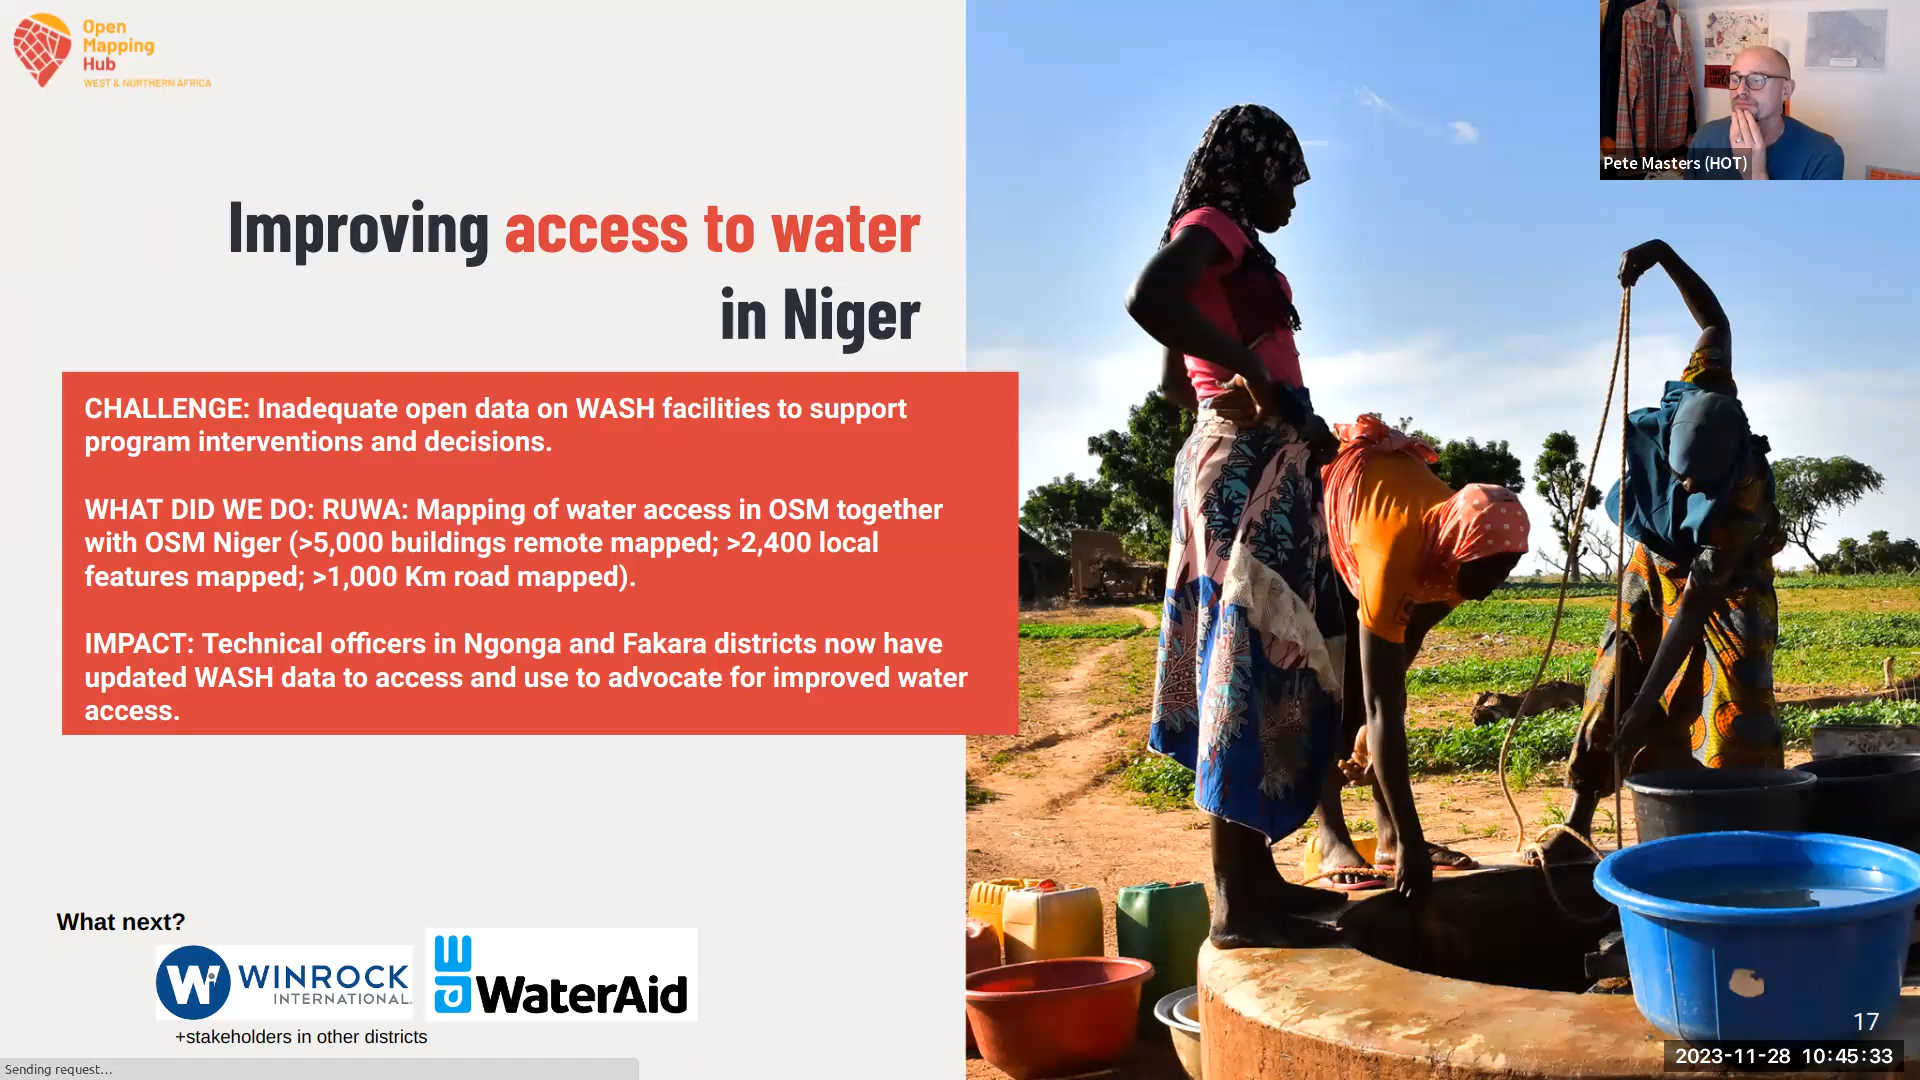 Open
Mapping
Hub
WEST & NORTHERN AFRICA
Pete Masters (HOT)
Improving access to water
in Niger
CHALLENGE: Inadequate open data on WASH facilities to support
program interventions and decisions.
WHAT DID WE DO: RUWA: Mapping of water access in OSM together
with OSM Niger (>5,000 buildings remote mapped; >2,400 local
features mapped; >1,000 Km road mapped).
IMPACT: Technical officers in Ngonga and Fakara districts now have
updated WASH data to access and use to advocate for improved water
access.
What next?
W
WINROCK
INTERNATIONAL
WaterAid
+stakeholders in other districts
Sending request...
17
2023-11-28 10:45:33